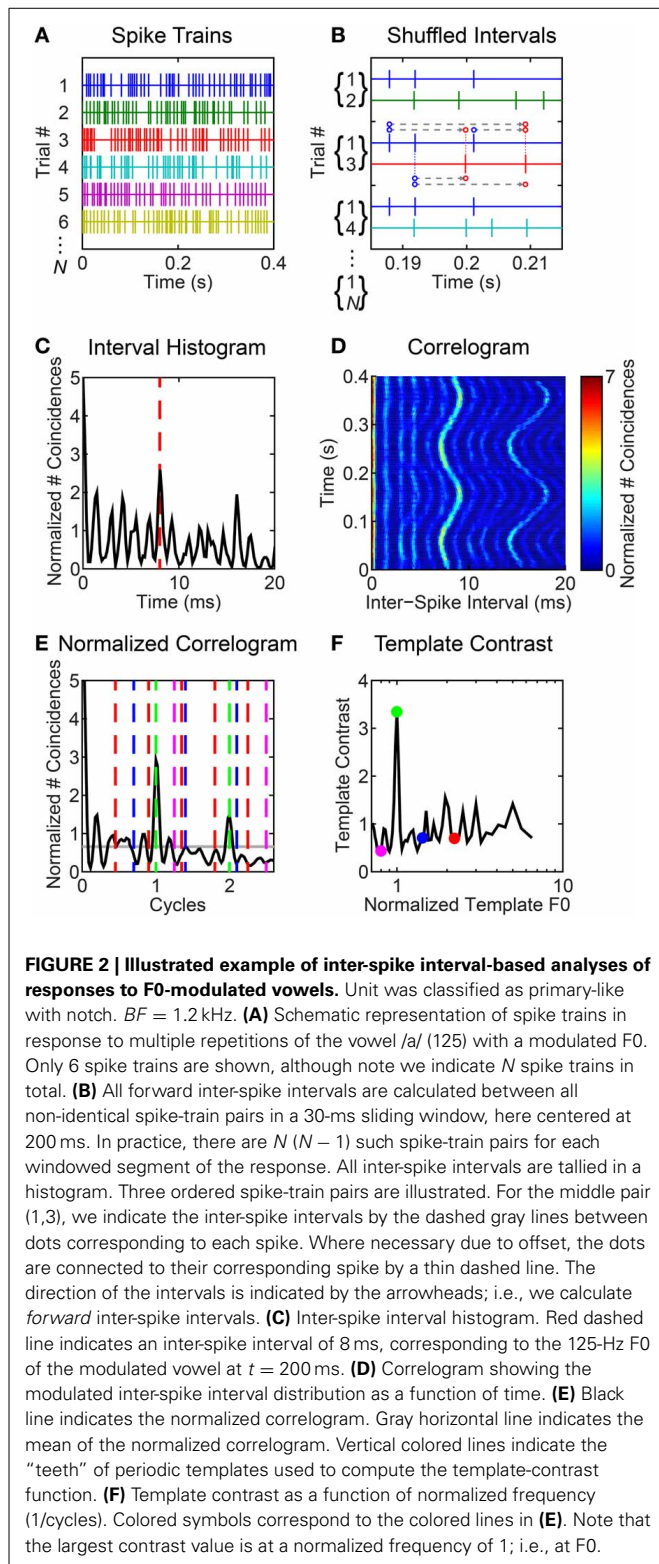 A Spike Trains
B Shuffled Intervals
Trial #
1
2
3
4
5
6
⋮
N
0 0.2 0.4
Time (s)
Trial #
{1 2}
{1 3}
{1 4}
⋮
{1 N}
0.19 0.2 0.21
Time (s)
C Interval Histogram
D Correlogram
Normalized # Coincidences
5
4
3
2
1
0
0 10 20
Time (ms)
Time (s)
0.4
0.3
0.2
0.1
0
0 10 20
Inter−Spike Interval (ms)
7
0
Normalized # Coincidences
E Normalized Correlogram
F Template Contrast
Normalized # Coincidences
5
4
3
2
1
0
0 1 2
Cycles
Template Contrast
4
3
2
1
0
1 10
Normalized Template F0
FIGURE 2 | Illustrated example of inter-spike interval-based analyses of
responses to F0-modulated vowels. Unit was classified as primary-like
with notch. BF = 1.2 kHz. (A) Schematic representation of spike trains in
response to multiple repetitions of the vowel /a/ (125) with a modulated F0.
Only 6 spike trains are shown, although note we indicate N spike trains in
total. (B) All forward inter-spike intervals are calculated between all
non-identical spike-train pairs in a 30-ms sliding window, here centered at
200 ms. In practice, there are N (N − 1) such spike-train pairs for each
windowed segment of the response. All inter-spike intervals are tallied in a
histogram. Three ordered spike-train pairs are illustrated. For the middle pair
(1,3), we indicate the inter-spike intervals by the dashed gray lines between
dots corresponding to each spike. Where necessary due to offset, the dots
are connected to their corresponding spike by a thin dashed line. The
direction of the intervals is indicated by the arrowheads; i.e., we calculate
forward inter-spike intervals. (C) Inter-spike interval histogram. Red dashed
line indicates an inter-spike interval of 8 ms, corresponding to the 125-Hz F0
of the modulated vowel at t = 200 ms. (D) Correlogram showing the
modulated inter-spike interval distribution as a function of time. (E) Black
line indicates the normalized correlogram. Gray horizontal line indicates the
mean of the normalized correlogram. Vertical colored lines indicate the
“teeth” of periodic templates used to compute the template-contrast
function. (F) Template contrast as a function of normalized frequency
(1/cycles). Colored symbols correspond to the colored lines in (E). Note that
the largest contrast value is at a normalized frequency of 1; i.e., at F0.